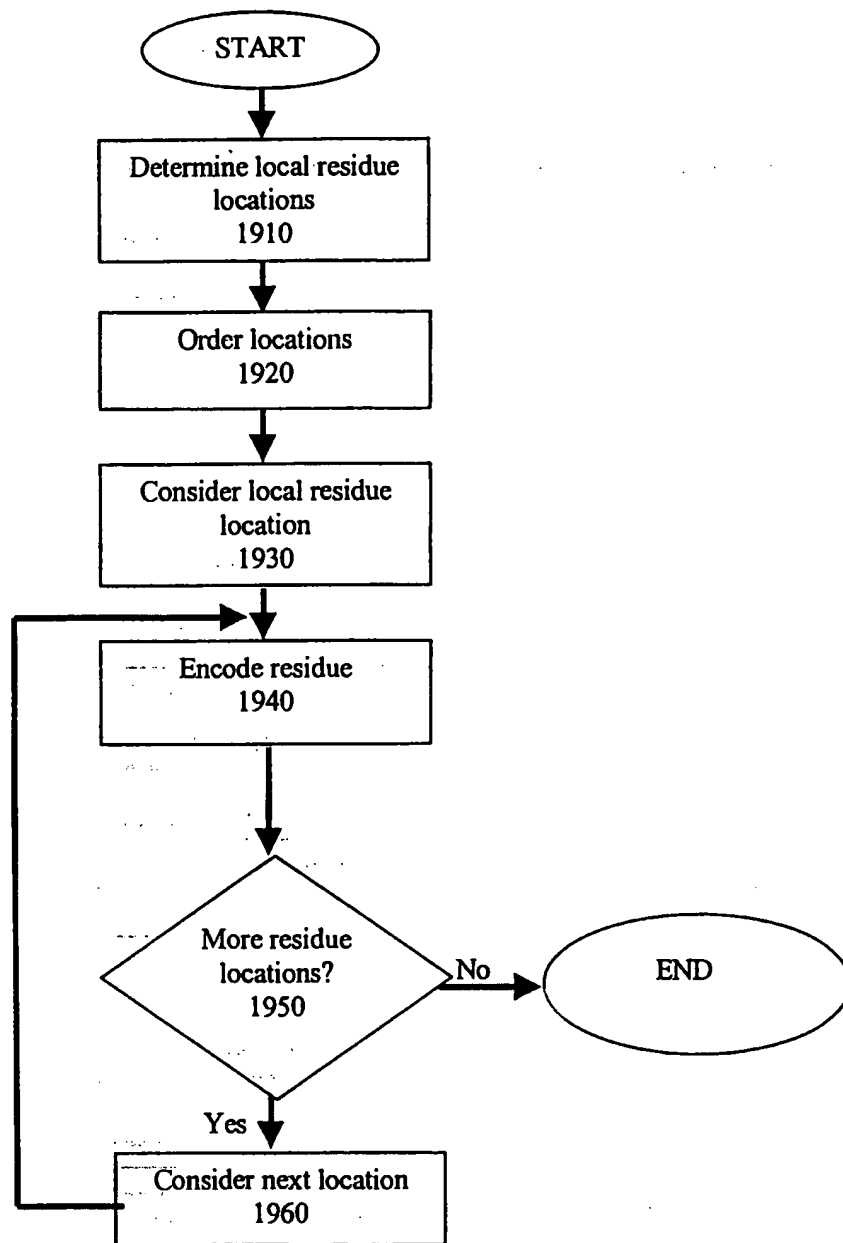 START
Determine local residue
locations
1910
Order locations
1920
Consider local residue
location
1930
Encode residue
1940
More residue
locations?
1950
No
END
Yes
Consider next location
1960